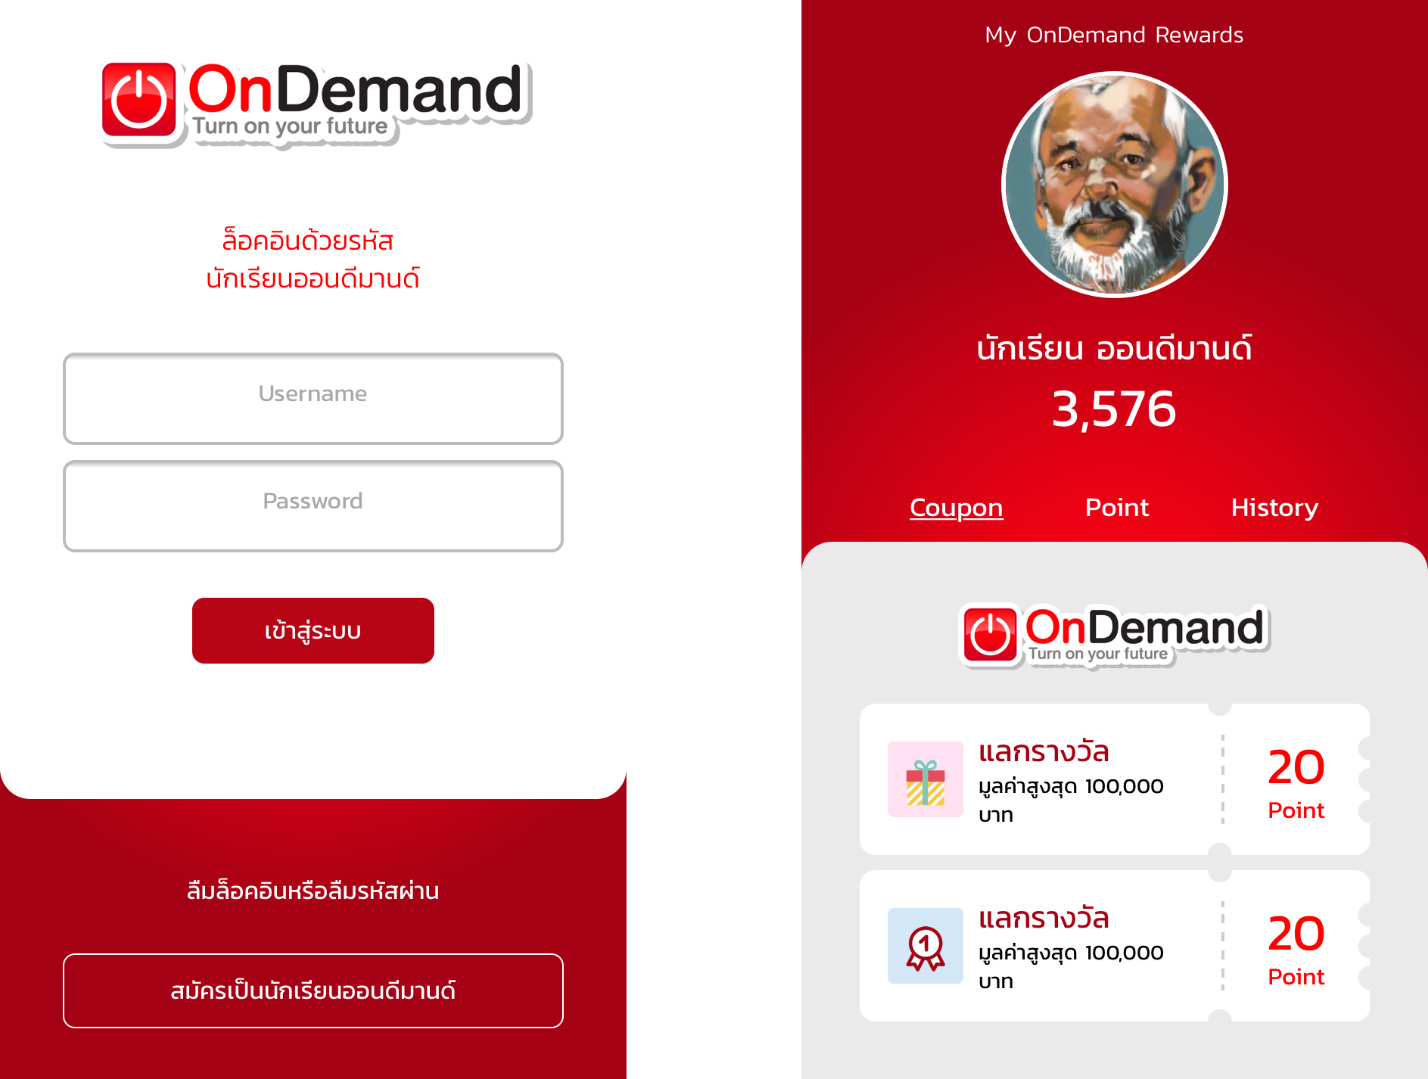 OnDemand
Turn on your future
ล็อคอินด้วยรหัส
นักเรียนออนดีมานด์
Username
Password
เข้าสู่ระบบ
ลืมล็อคอินหรือลืมรหัสผ่าน
สมัครเป็นนักเรียนออนดีมานด์
My OnDemand Rewards
นักเรียน ออนดีมานด์
3,576
Coupon Point History
OnDemand
Turn on your future
แลกรางวัล
มูลค่าสูงสุด 100,000
บาท
20
Point
1
แลกรางวัล
มูลค่าสูงสุด 100,000
บาท
20
Point